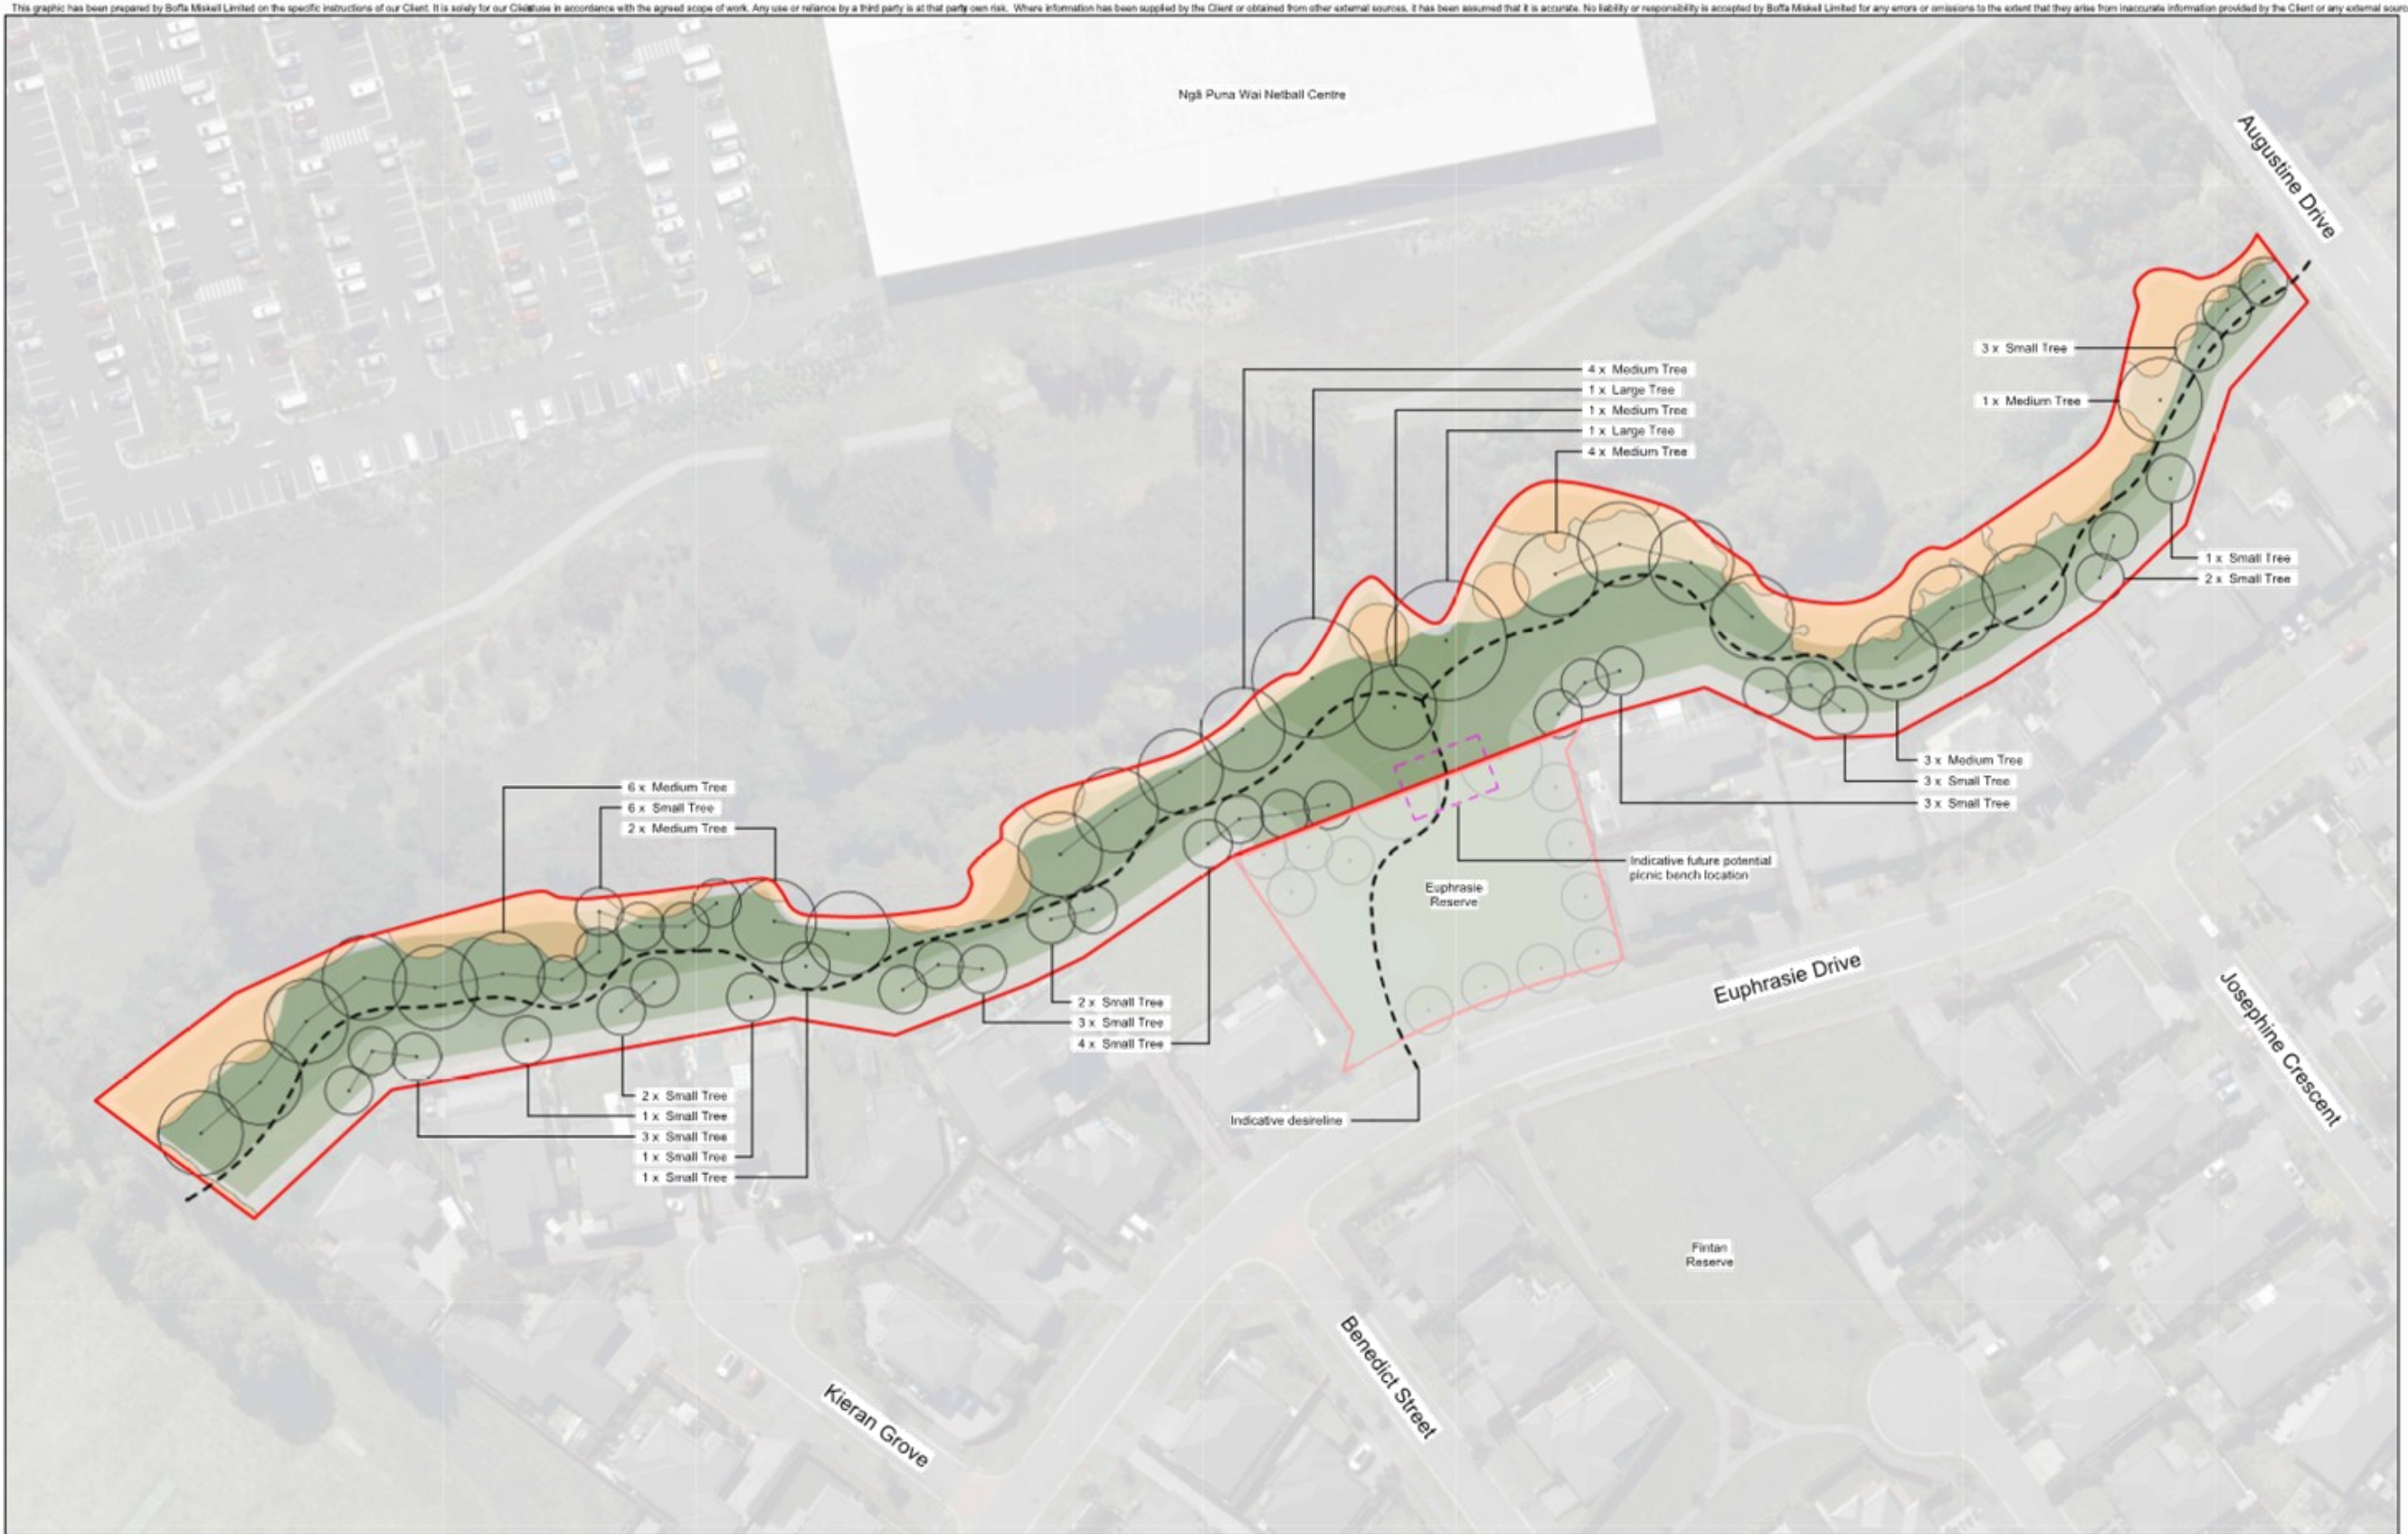 This graphic has been prepared by Boffa Miskell Limited on the specific instructions of our Client. It is solely for our Client use in accordance with the agreed scope of work. Any use or reliance by a third party is at that party own risk. Where information has been supplied by the Client or obtained from other external sources, it has been assumed that it is accurate. No liability or responsibility is accepted by Boffa Miskell Limited for any errors or omissions to the extent that they arise from inaccurate information provided by the Client or any external sourc
Ngā Puna Wai Netball Centre
Augustine Drive
3 x Small Tree
1 x Medium Tree
4 x Medium Tree
1 x Large Tree
1 x Medium Tree
1 x Large Tree
4 x Medium Tree
1 x Small Tree
2 x Small Tree
3 x Medium Tree
3 x Small Tree
3 x Small Tree
6 x Medium Tree
6 x Small Tree
2 x Medium Tree
Indicative future potential
picnic bench location
Euphrasie
Reserve
Euphrasie Drive
Josephine Crescent
2 x Small Tree
3 x Small Tree
4 x Small Tree
2 x Small Tree
1 x Small Tree
3 x Small Tree
1 x Small Tree
1 x Small Tree
Indicative desireline
Fintan
Reserve
Benedict Street
Kieran Grove